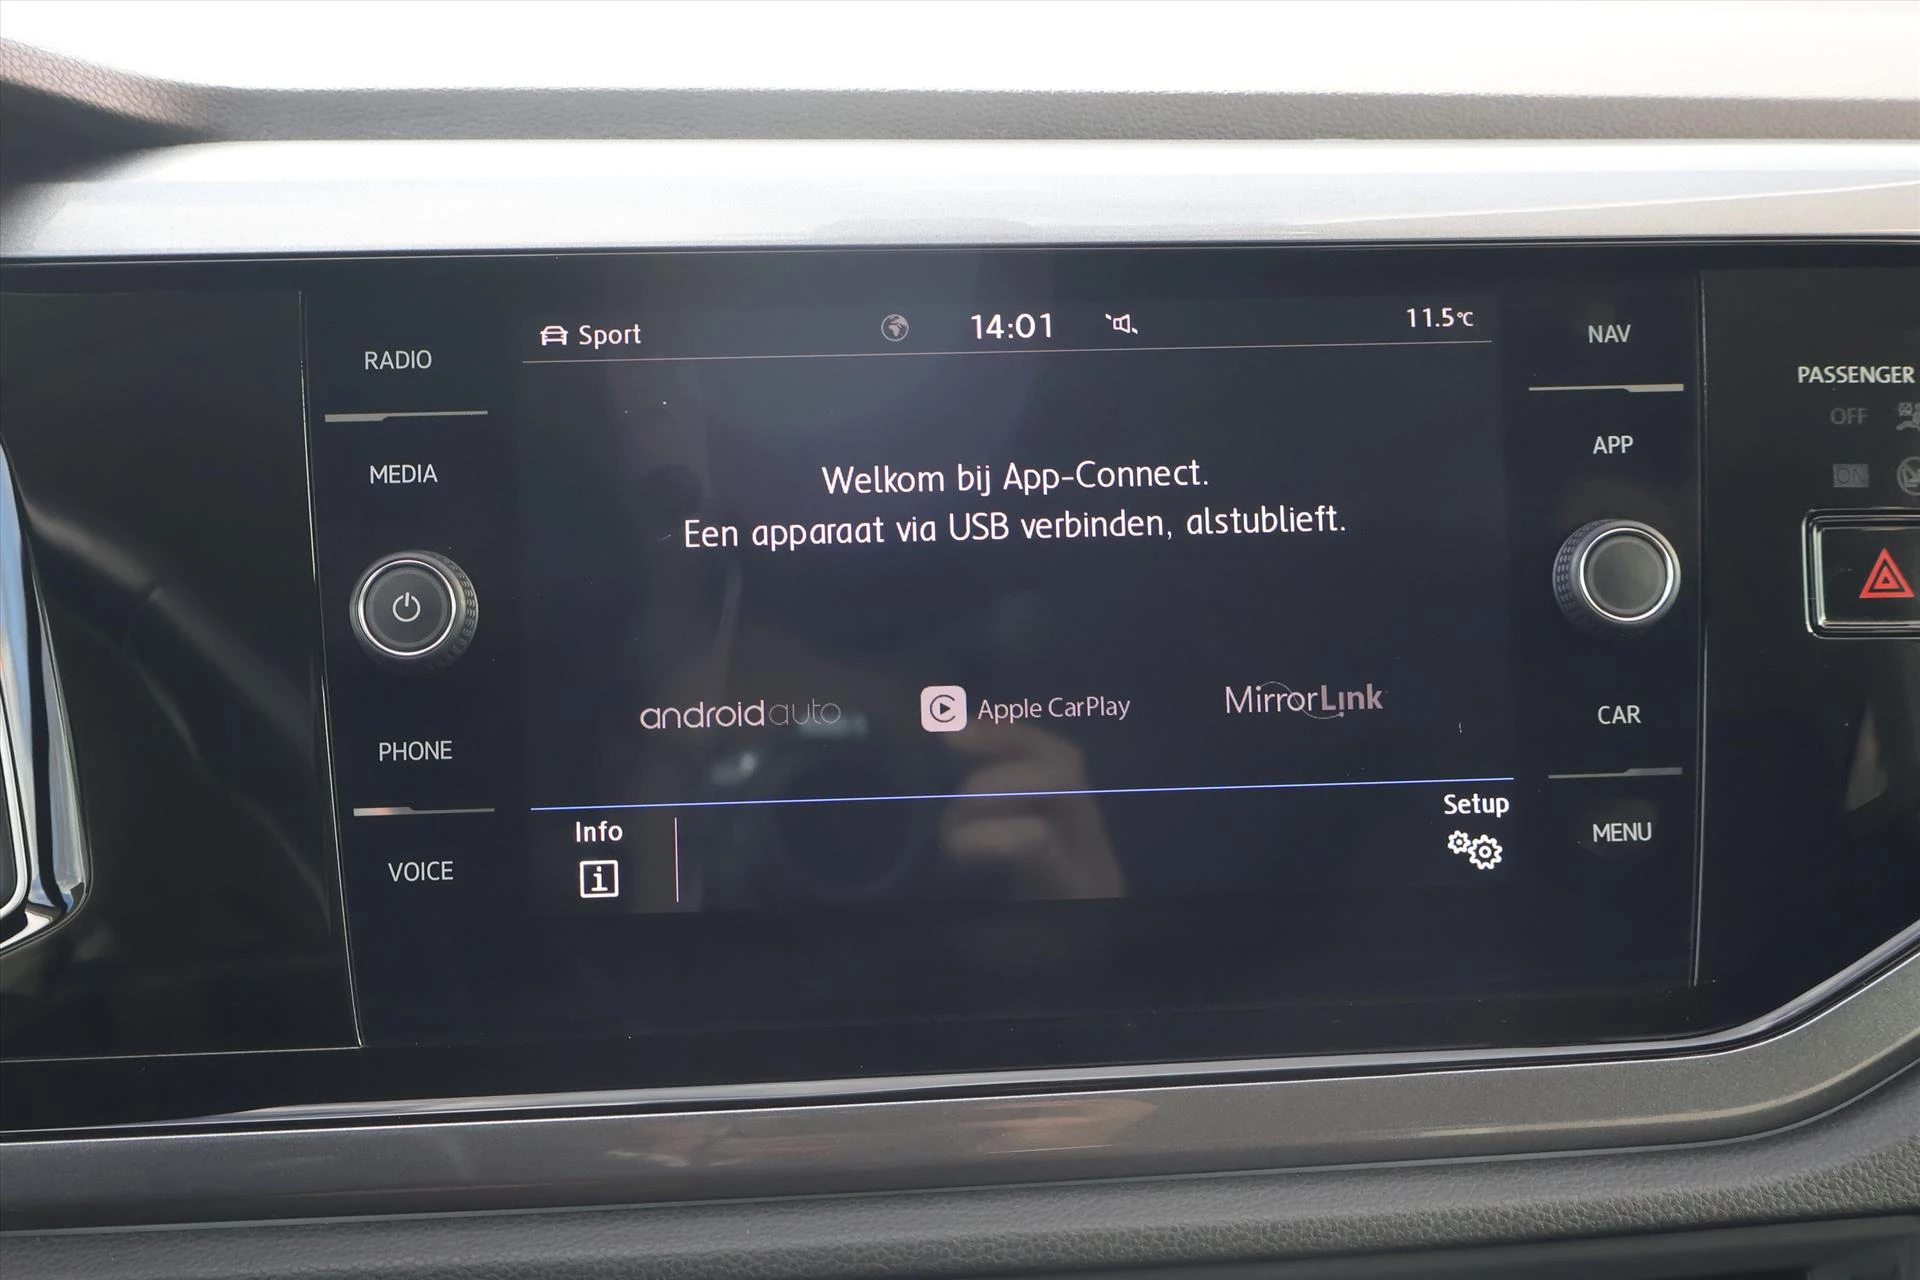 Sport
14:01
11.5°C
RADIO
MEDIA
PHONE
VOICE
Welkom bij App-Connect.
Een apparaat via USB verbinden, alstublieft.
androidauto
Apple CarPlay
MirrorLink
Info
i
Setup
NAV
APP
CAR
MENU
PASSENGER
OFF
ON